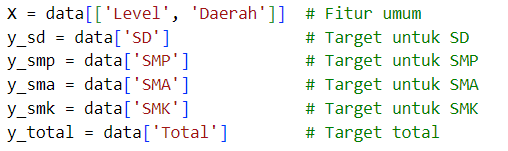 X = data[['Level', 'Daerah']]  # Fitur umum
y_sd = data['SD']              # Target untuk SD
y_smp = data['SMP']            # Target untuk SMP
y_sma = data['SMA']            # Target untuk SMA
y_smk = data['SMK']            # Target untuk SMK
y_total = data['Total']        # Target total